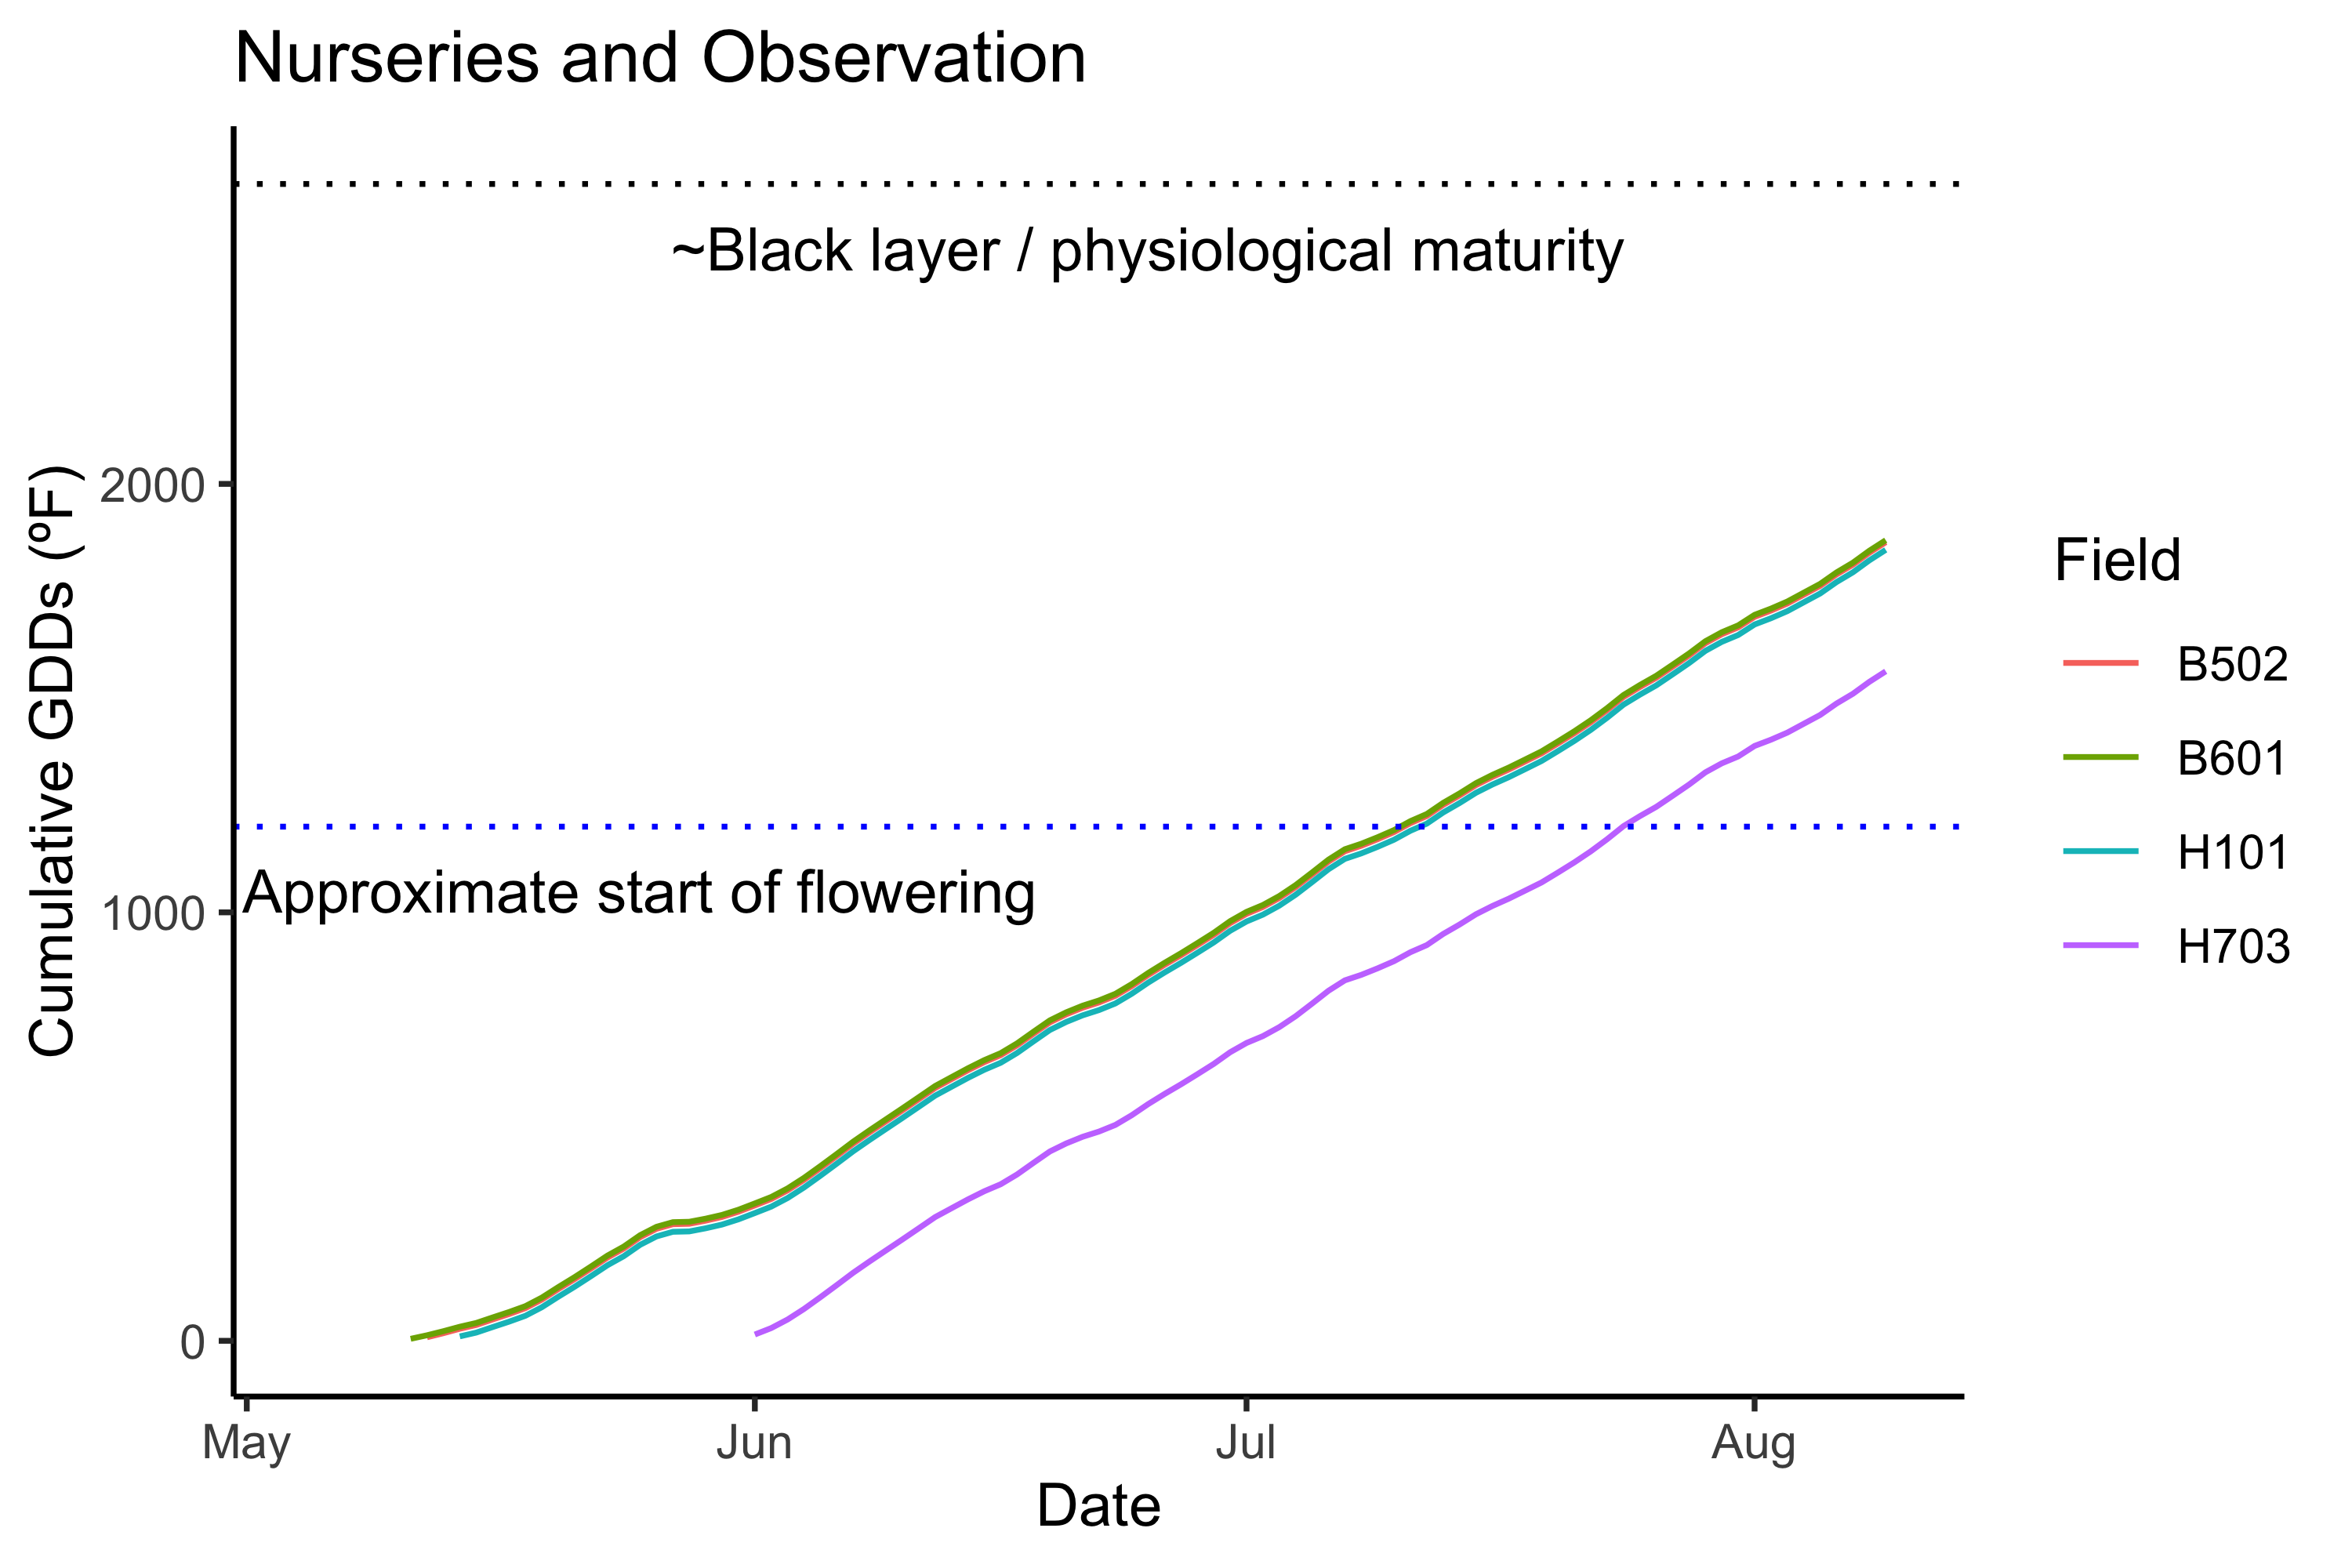 Nurseries and Observation
~Black layer / physiological maturity
Approximate start of flowering
Cumulative GDDs (ºF)
2000
1000
0
May
Jun
Jul
Aug
Date
Field
B502
B601
H101
H703